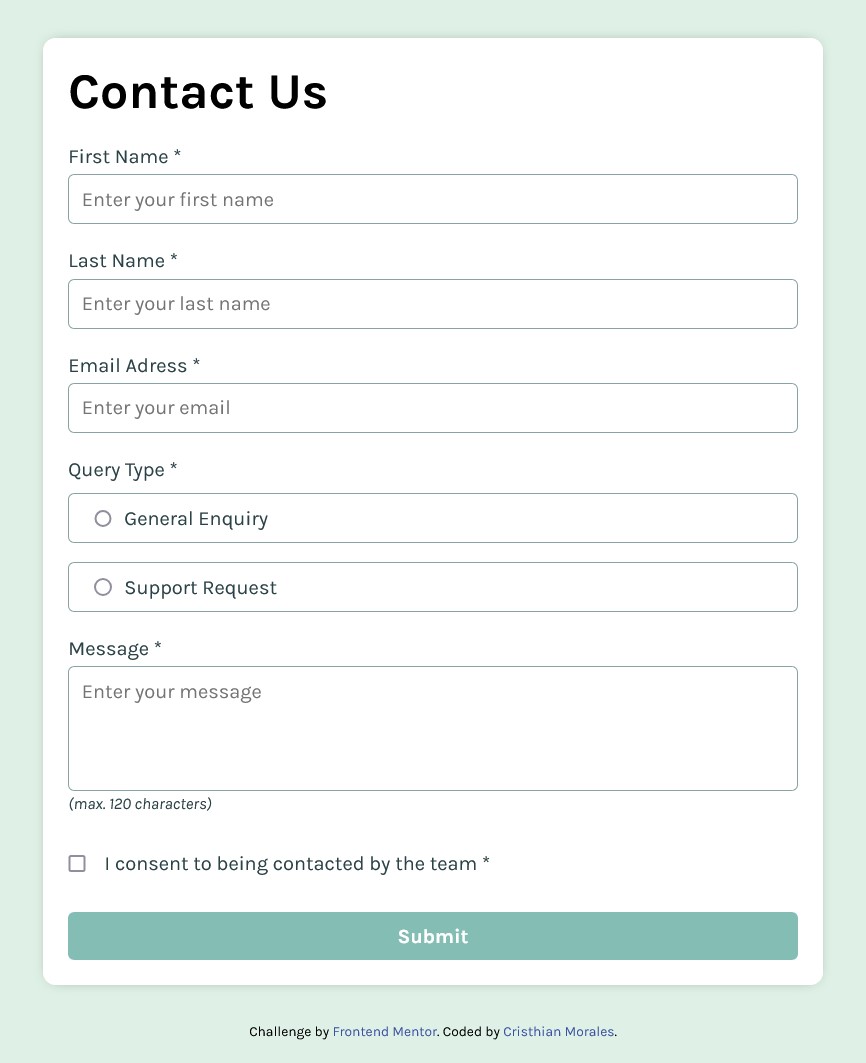 Contact Us
First Name *
Enter your first name
Last Name *
Enter your last name
Email Adress *
Enter your email
Query Type *
General Enquiry
Support Request
Message *
Enter your message
(max. 120 characters)
I consent to being contacted by the team *
Submit
Challenge by Frontend Mentor. Coded by Cristhian Morales.